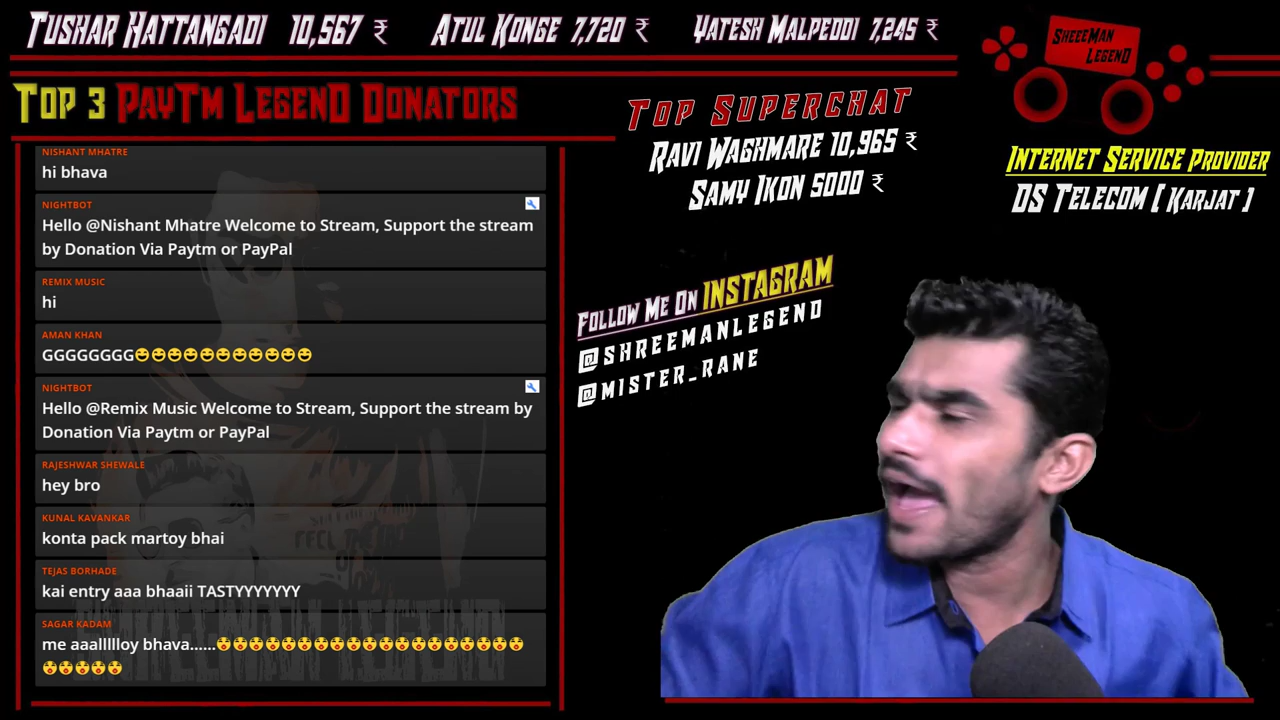 Tushar Hattangadi 10,567 ₹ Atul Konge 7,720 ₹ Yatesh Malpeddi 7,245 ₹
SheeeMan
Legend
Top 3 PayTm Legend Donators
Top Superchat
Ravi Waghmare 10,965 ₹
Samy Ikon 5000 ₹
Internet Service Provider
DS Telecom [ Karjat ]
NISHANT MHATRE
hi bhava
NIGHTBOT
Hello @Nishant Mhatre Welcome to Stream, Support the stream
by Donation Via Paytm or PayPal
REMIX MUSIC
hi
AMAN KHAN
GGGGGGGG😆😆😆😆😆😆😆😆😆😆😆
NIGHTBOT
Hello @Remix Music Welcome to Stream, Support the stream by
Donation Via Paytm or PayPal
RAJESHWAR SHEWALE
hey bro
KUNAL KAVANKAR
konta pack martoy bhai
TEJAS BORHADE
kai entry aaa bhaaii TASTYYYYYYY
SAGAR KADAM
me aaallllloy bhava......😲😲😲😲😲😲😲😲😲😲😲😲😲😲😲😲😲😲😲
😲😲😲😲😲
Follow Me On Instagram
@shreemanlegend
@mister_rane